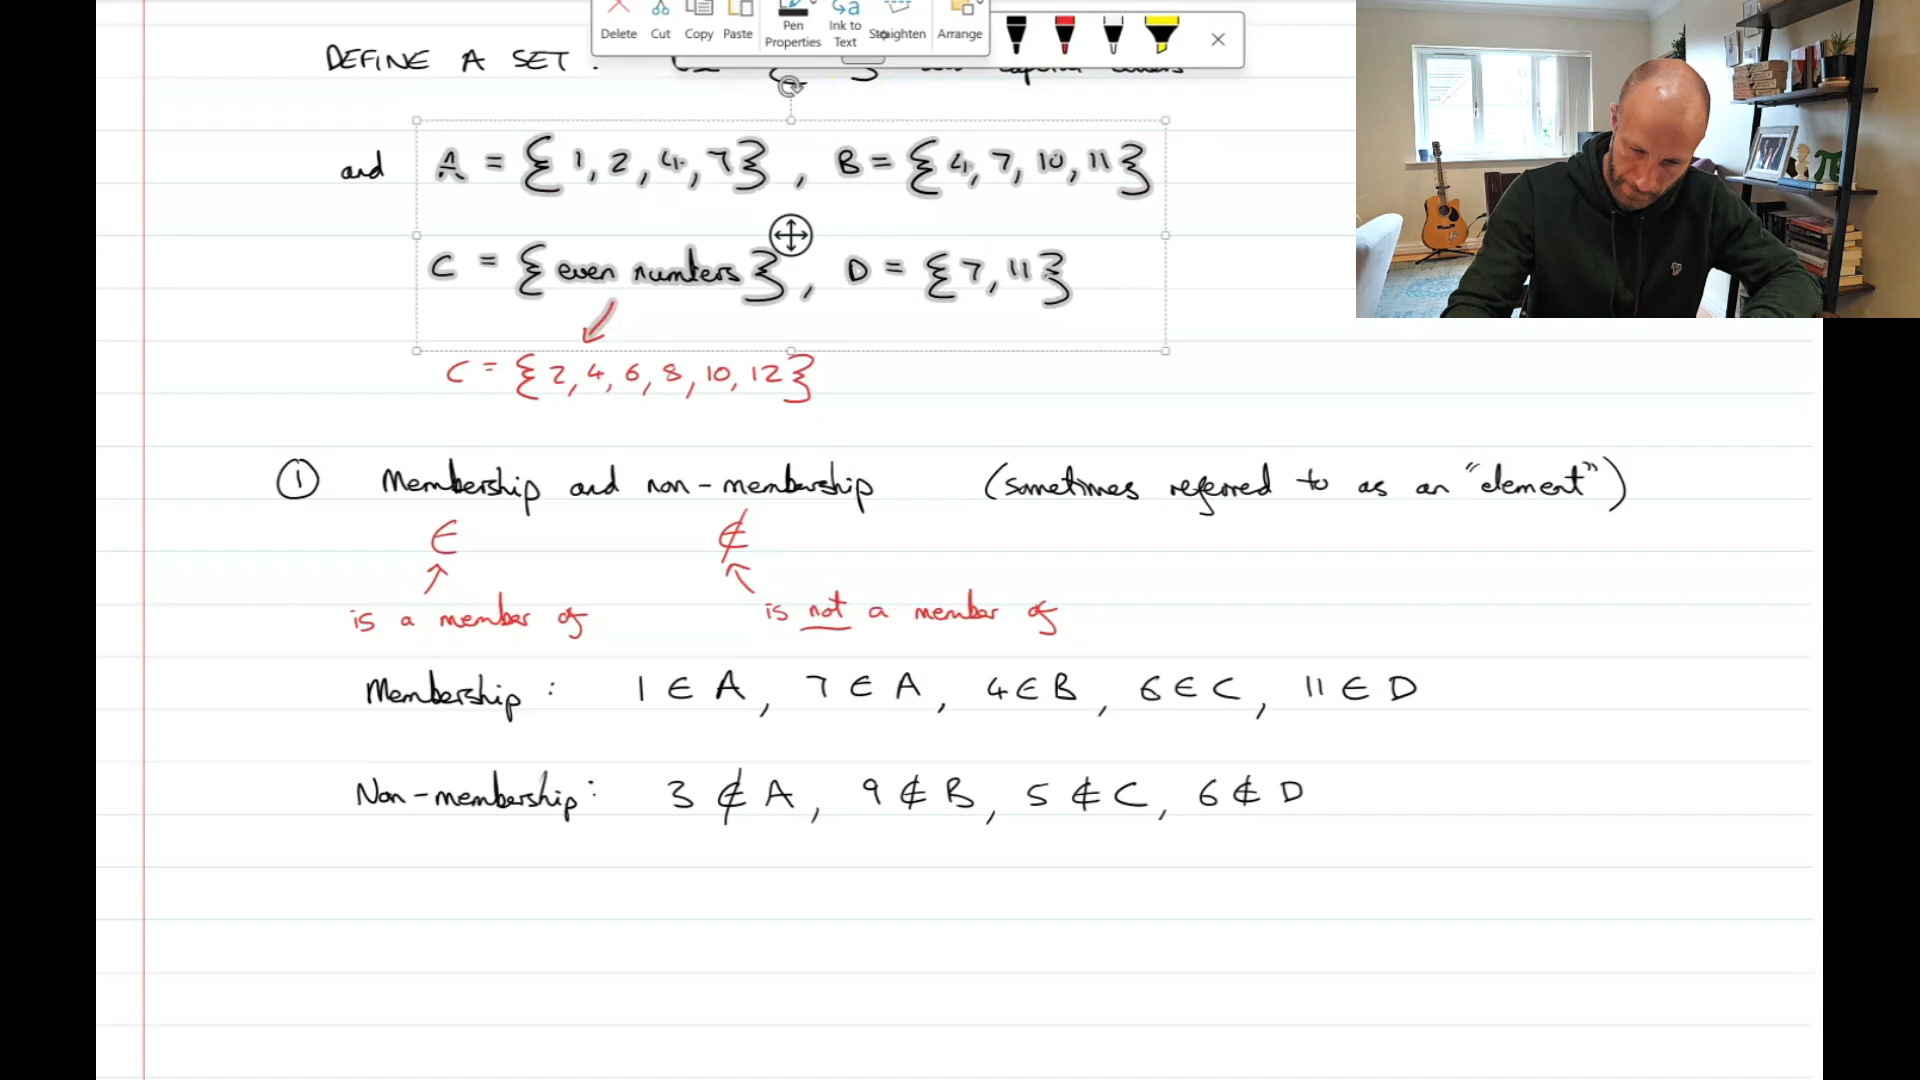 Delete Cut Copy Paste Pen Properties Ink to Text Straighten Arrange
DEFINE A SET :
and A = {1, 2, 4, 7} , B = {4, 7, 10, 11}
C = {even numbers} , D = {7, 11}
C = {2, 4, 6, 8, 10, 12}
① Membership and non-membership (sometimes referred to as an "element")
∈ ∉
is a member of is not a member of
Membership : 1 ∈ A , 7 ∈ A , 4 ∈ B , 6 ∈ C , 11 ∈ D
Non-membership : 3 ∉ A , 9 ∉ B , 5 ∉ C , 6 ∉ D